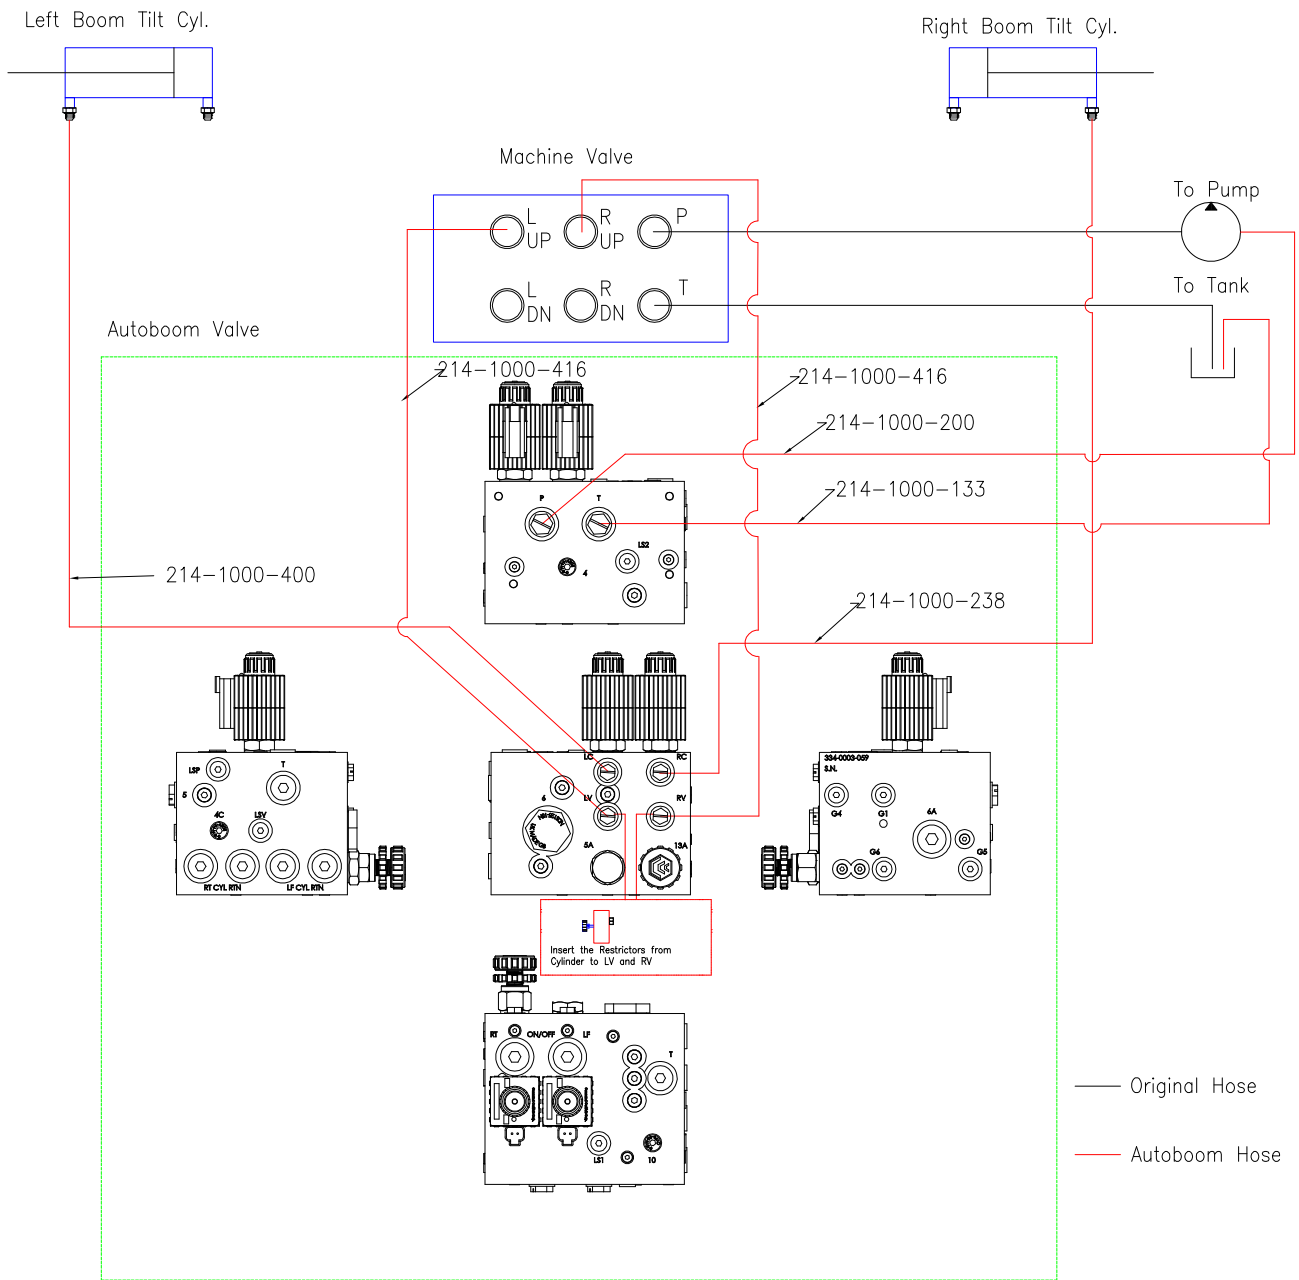 Left Boom Tilt Cyl.
Right Boom Tilt Cyl.
Machine Valve
L
UP
R
UP
P
To Pump
L
DN
R
DN
T
To Tank
Autoboom Valve
214-1000-416
214-1000-416
214-1000-200
P
T
214-1000-133
LS2
4
214-1000-400
214-1000-238
LSP
T
5
4C
LSV
RT CYL RTN
LF CYL RTN
LC
RC
LV
RV
6
5A
13A
334-0003-059
S.N.
G4
G1
6A
G6
G5
Insert the Restrictors from
Cylinder to LV and RV
RT
ON/OFF
LF
T
LS1
10
Original Hose
Autoboom Hose